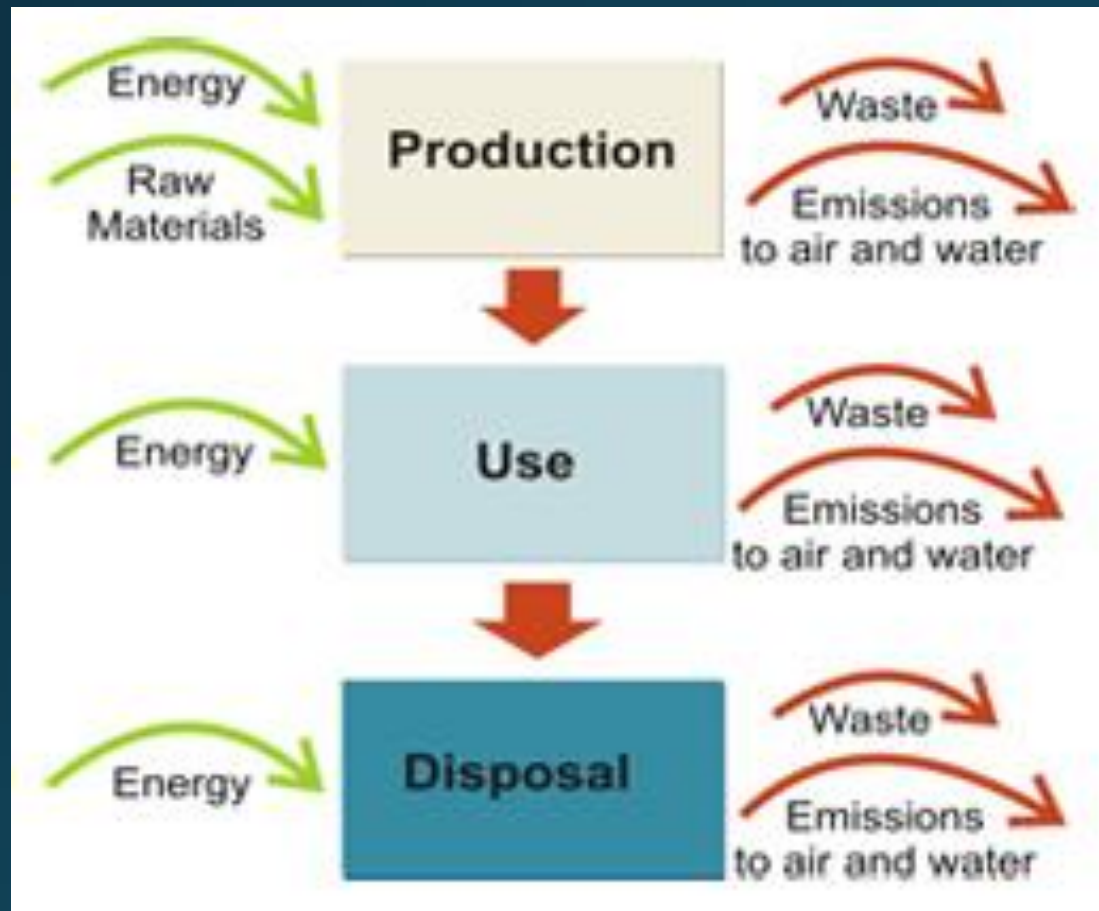 Energy
Raw
Materials
Production
Waste
Emissions
to air and water
Energy
Use
Waste
Emissions
to air and water
Energy
Disposal
Waste
Emissions
to air and water